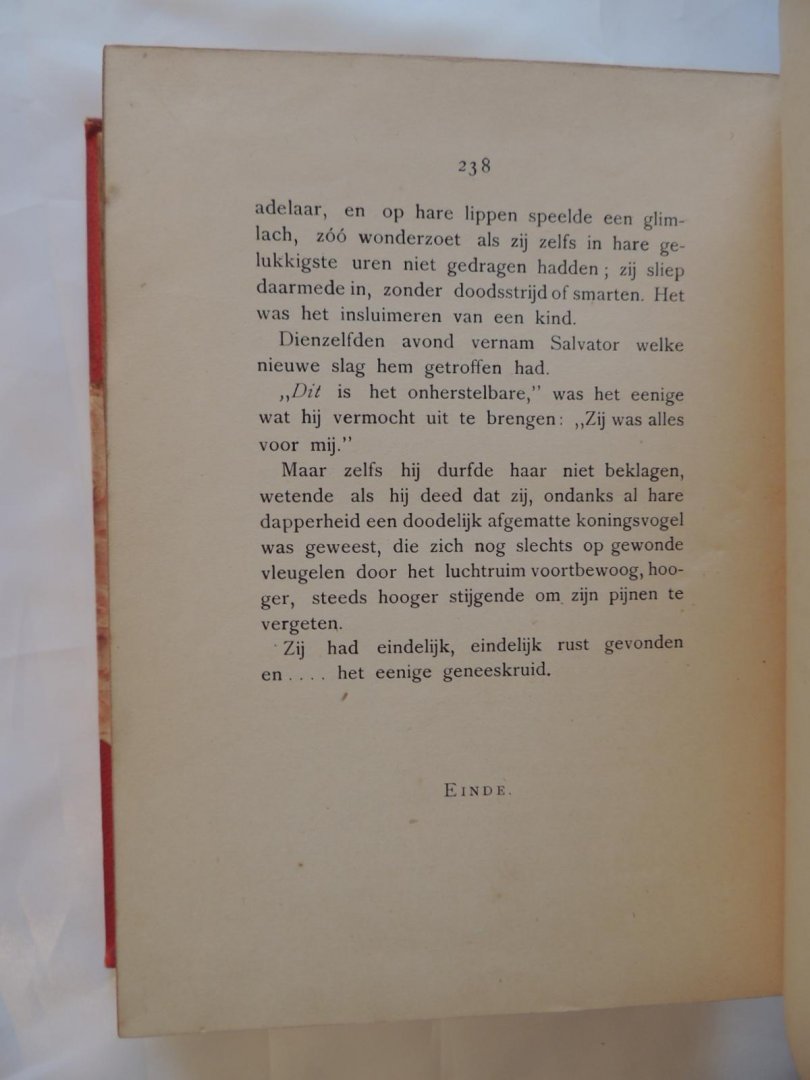 238
adelaar, en op hare lippen speelde een glim-
lach, zóó wonderzoet als zij zelfs in hare ge-
lukkigste uren niet gedragen hadden; zij sliep
daarmede in, zonder doodsstrijd of smarten. Het
was het insluimeren van een kind.
Dienzelfden avond vernam Salvator welke
nieuwe slag hem getroffen had.
„Dit is het onherstelbare,” was het eenige
wat hij vermocht uit te brengen: „Zij was alles
voor mij.”
Maar zelfs hij durfde haar niet beklagen,
wetende als hij deed dat zij, ondanks al hare
dapperheid een doodelijk afgematte koningsvogel
was geweest, die zich nog slechts op gewonde
vleugelen door het luchtruim voortbewoog, hoo-
ger, steeds hooger stijgende om zijn pijnen te
vergeten.
Zij had eindelijk, eindelijk rust gevonden
en .... het eenige geneeskruid.
EINDE.